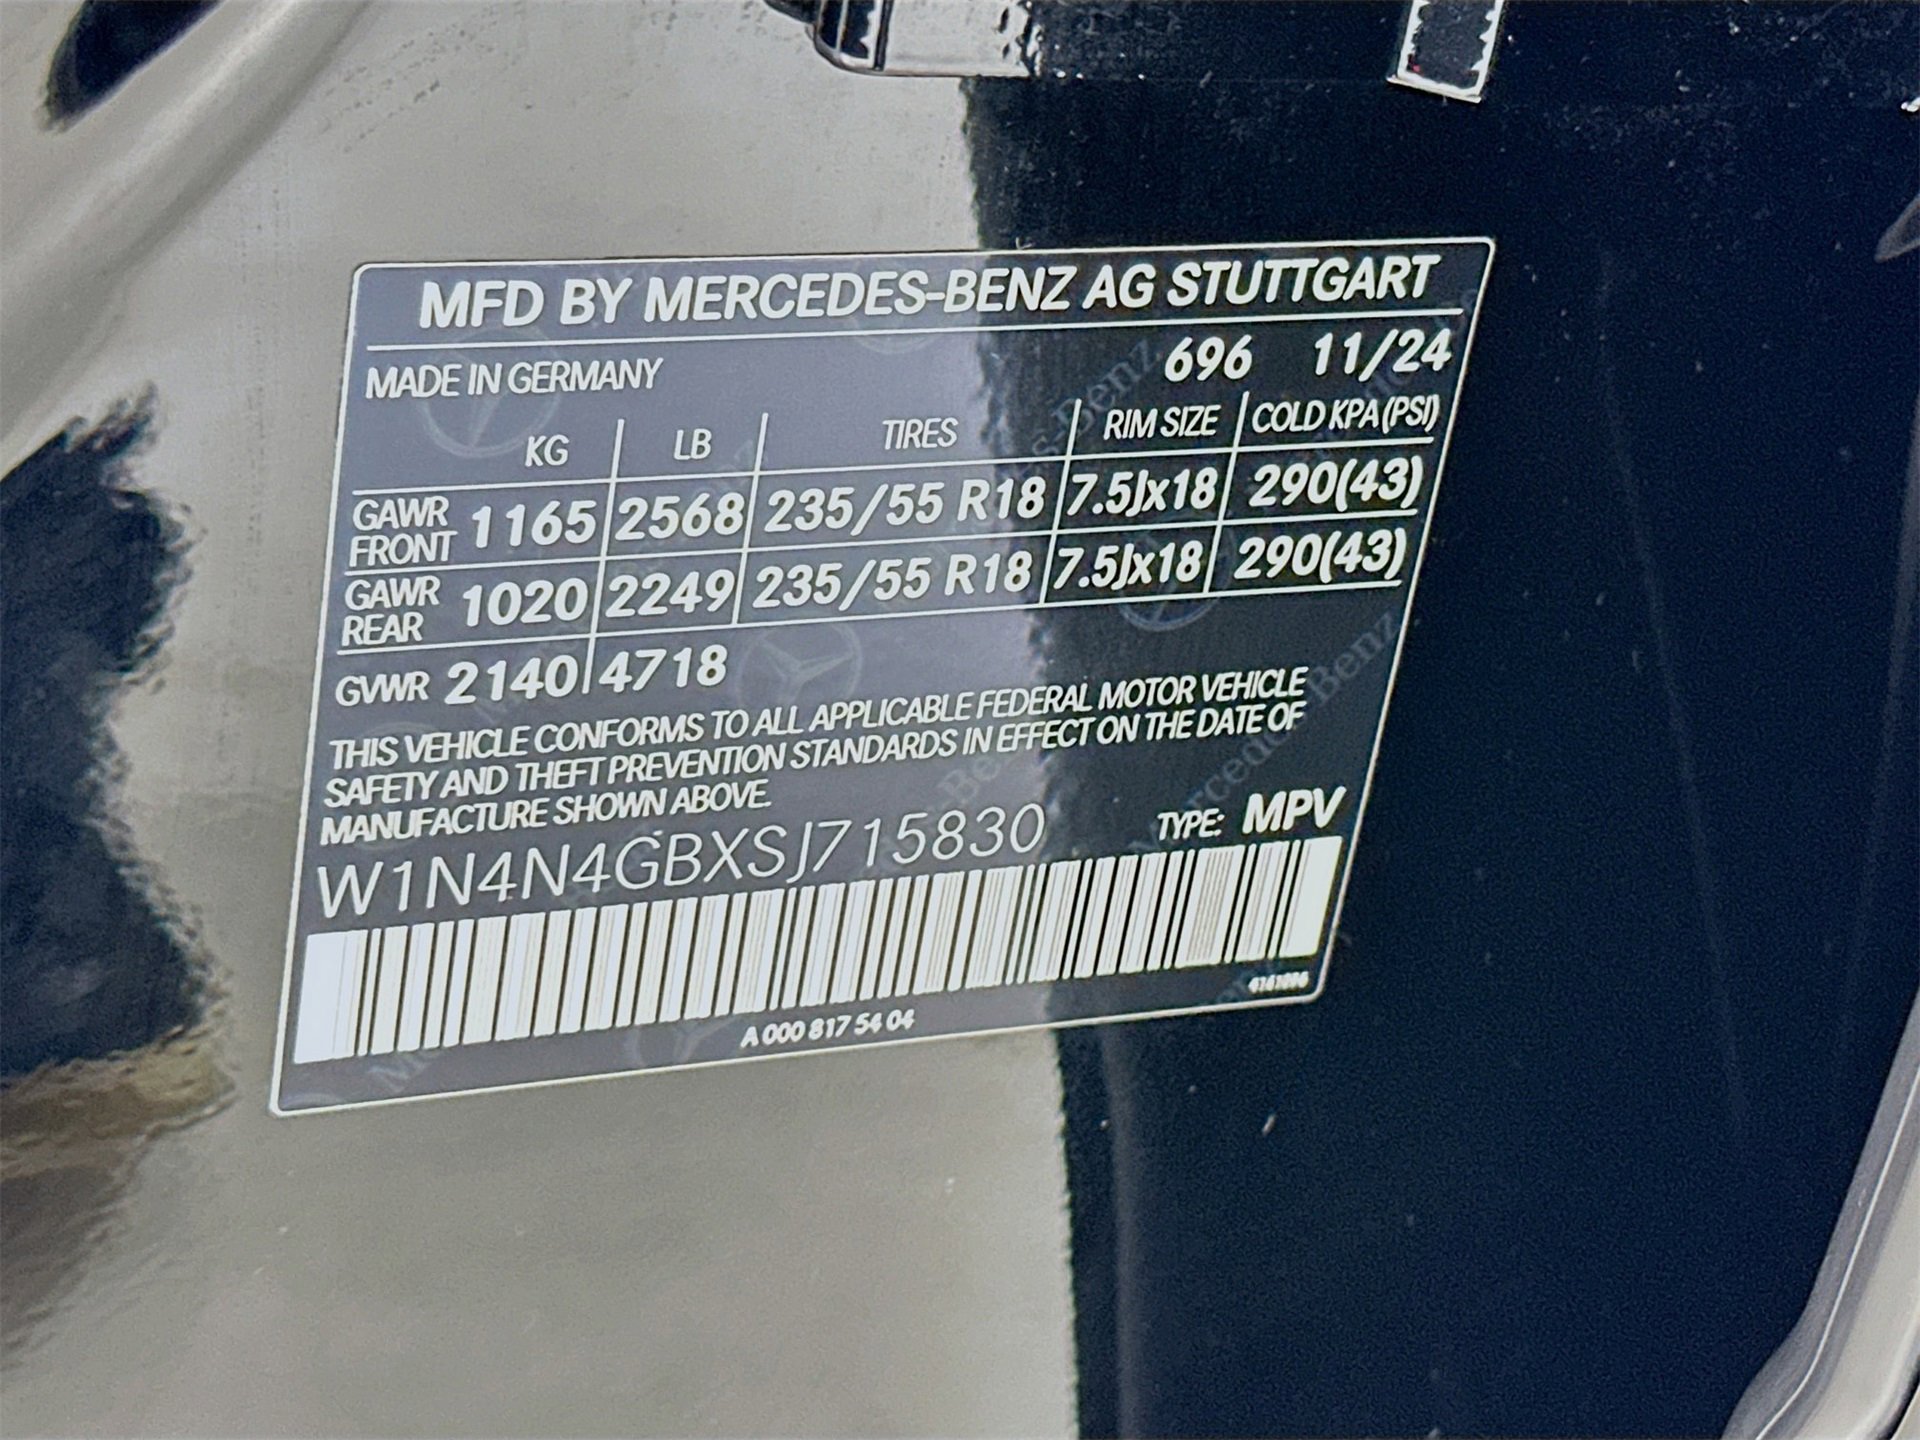 MFD BY MERCEDES-BENZ AG STUTTGART
MADE IN GERMANY 696 11/24
KG LB TIRES RIM SIZE COLD KPA (PSI)
GAWR FRONT 1165 2568 235/55 R18 7.5Jx18 290(43)
GAWR REAR 1020 2249 235/55 R18 7.5Jx18 290(43)
GVWR 2140 4718
THIS VEHICLE CONFORMS TO ALL APPLICABLE FEDERAL MOTOR VEHICLE
SAFETY AND THEFT PREVENTION STANDARDS IN EFFECT ON THE DATE OF
MANUFACTURE SHOWN ABOVE.
W1N4N4GBXSJ715830 TYPE: MPV
A 000 817 54 04